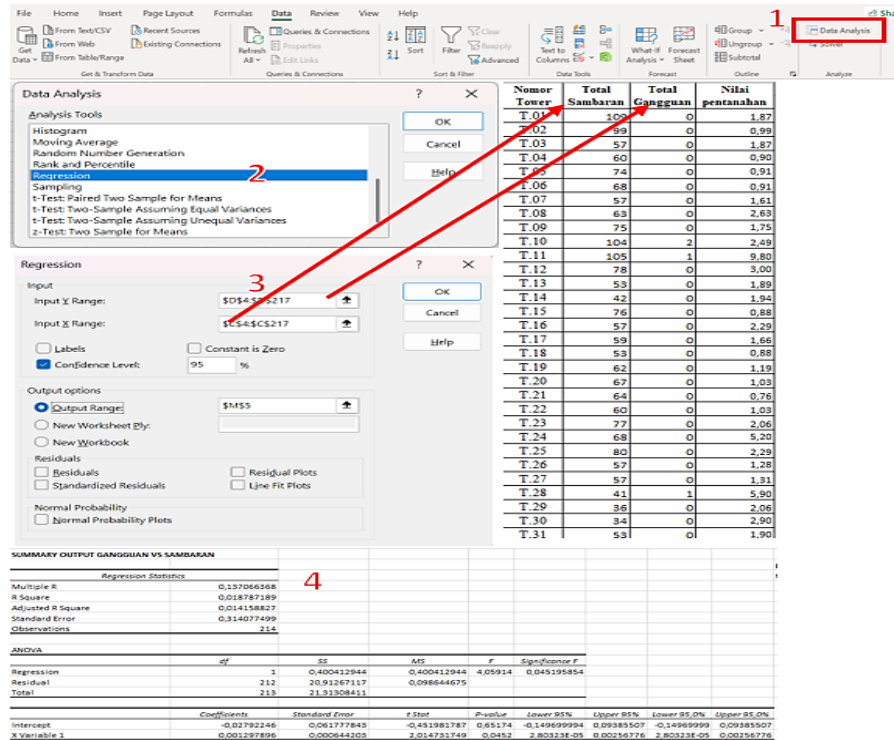 File Home Insert Page Layout Formulas Data Review View Help
1
Get Data
From Text/CSV
From Web
From Table/Range
Recent Sources
Existing Connections
Get & Transform Data
Refresh All
Queries & Connections
Properties
Edit Links
Queries & Connections
Sort
Filter
Clear
Reapply
Advanced
Sort & Filter
Text to Columns
Data Tools
What-If Analysis
Forecast Sheet
Forecast
Group
Ungroup
Subtotal
Outline
Data Analysis
Solver
Analyze
Data Analysis ? ×
Analysis Tools
Histogram
Moving Average
Random Number Generation
Rank and Percentile
Regression
Sampling
t-Test: Paired Two Sample for Means
t-Test: Two-Sample Assuming Equal Variances
t-Test: Two-Sample Assuming Unequal Variances
z-Test: Two Sample for Means
OK
Cancel
Help
2
Regression ? ×
3
Input
Input Y Range:
Input X Range: $C$4:$C$217
Labels Constant is Zero
Confidence Level: 95 %
OK
Cancel
Help
Output options
Output Range: $M$5
New Worksheet Ply:
New Workbook
Residuals
Residuals Residual Plots
Standardized Residuals Line Fit Plots
Normal Probability
Normal Probability Plots
Nomor Tower Total Sambaran Total Gangguan Nilai pentanahan
T.01 109 0 1,87
T.02 99 0 0,99
T.03 57 0 1,87
T.04 60 0 0,90
T.05 74 0 0,91
T.06 68 0 0,91
T.07 57 0 1,61
T.08 63 0 2,63
T.09 75 0 1,75
T.10 104 2 2,49
T.11 105 1 9,80
T.12 78 0 3,00
T.13 53 0 1,89
T.14 42 0 1,94
T.15 76 0 0,88
T.16 57 0 2,29
T.17 59 0 1,66
T.18 53 0 0,88
T.19 62 0 1,19
T.20 67 0 1,03
T.21 64 0 0,76
T.22 60 0 1,03
T.23 77 0 2,06
T.24 68 0 5,20
T.25 80 0 2,29
T.26 57 0 1,28
T.27 57 0 1,31
T.28 41 1 5,90
T.29 36 0 2,06
T.30 34 0 2,90
T.31 53 0 1,90
SUMMARY OUTPUT GANGGUAN VS SAMBARAN
4
Regression Statistics
Multiple R 0,137066368
R Square 0,018787189
Adjusted R Square 0,014158827
Standard Error 0,314077499
Observations 214
ANOVA
df SS MS F Significance F
Regression 1 0,400412944 0,400412944 4,05914 0,045195854
Residual 212 20,91267117 0,098644675
Total 213 21,31308411
Coefficients Standard Error t Stat P-value Lower 95% Upper 95% Lower 95,0% Upper 95,0%
Intercept -0,02792246 0,061777843 -0,451981787 0,65174 -0,149699994 0,09385507 -0,14969999 0,09385507
X Variable 1 0,001297896 0,000644203 2,014731749 0,0452 2,80323E-05 0,00256776 2,80323E-05 0,00256776